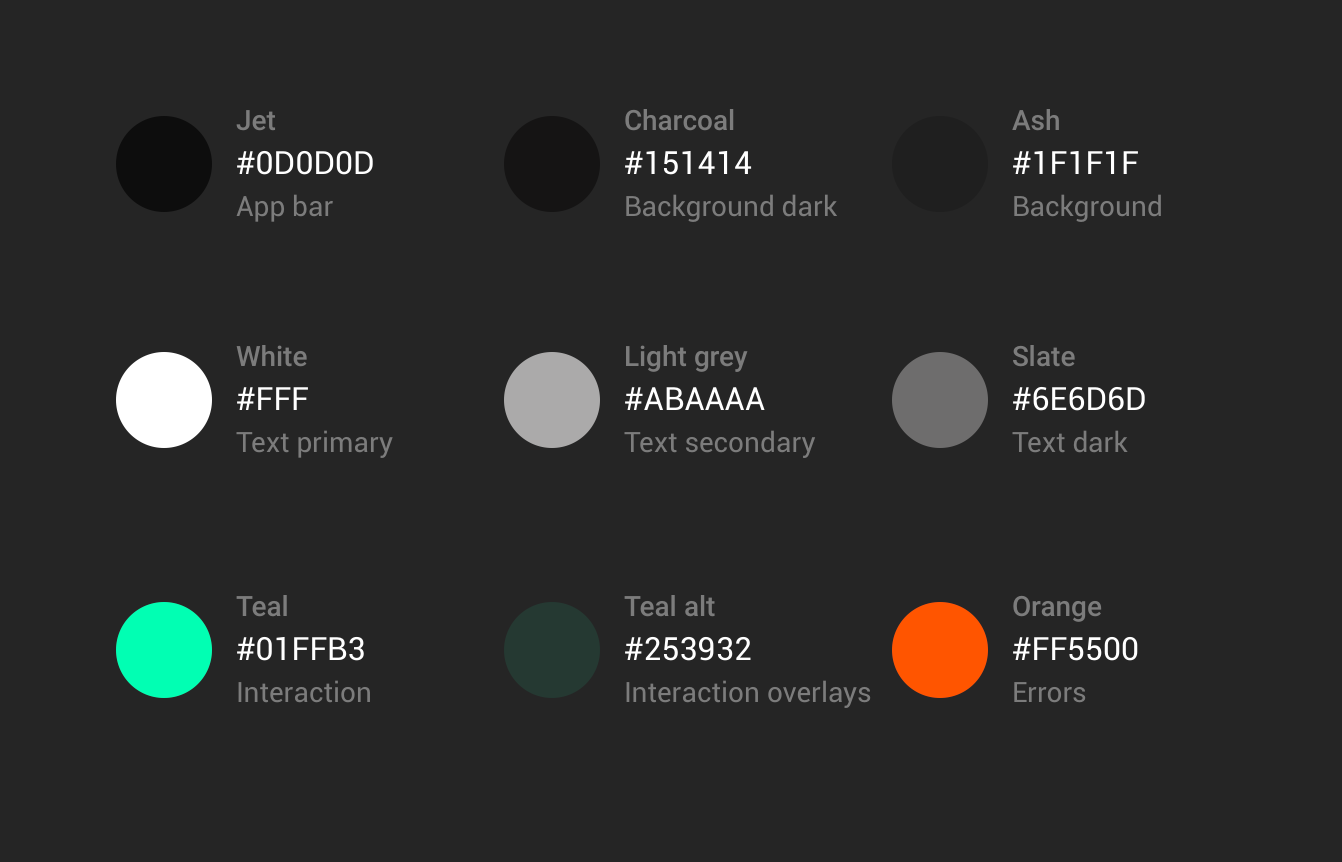 Jet
#0D0D0D
App bar
Charcoal
#151414
Background dark
Ash
#1F1F1F
Background
White
#FFF
Text primary
Light grey
#ABAAAA
Text secondary
Slate
#6E6D6D
Text dark
Teal
#01FFB3
Interaction
Teal alt
#253932
Interaction overlays
Orange
#FF5500
Errors